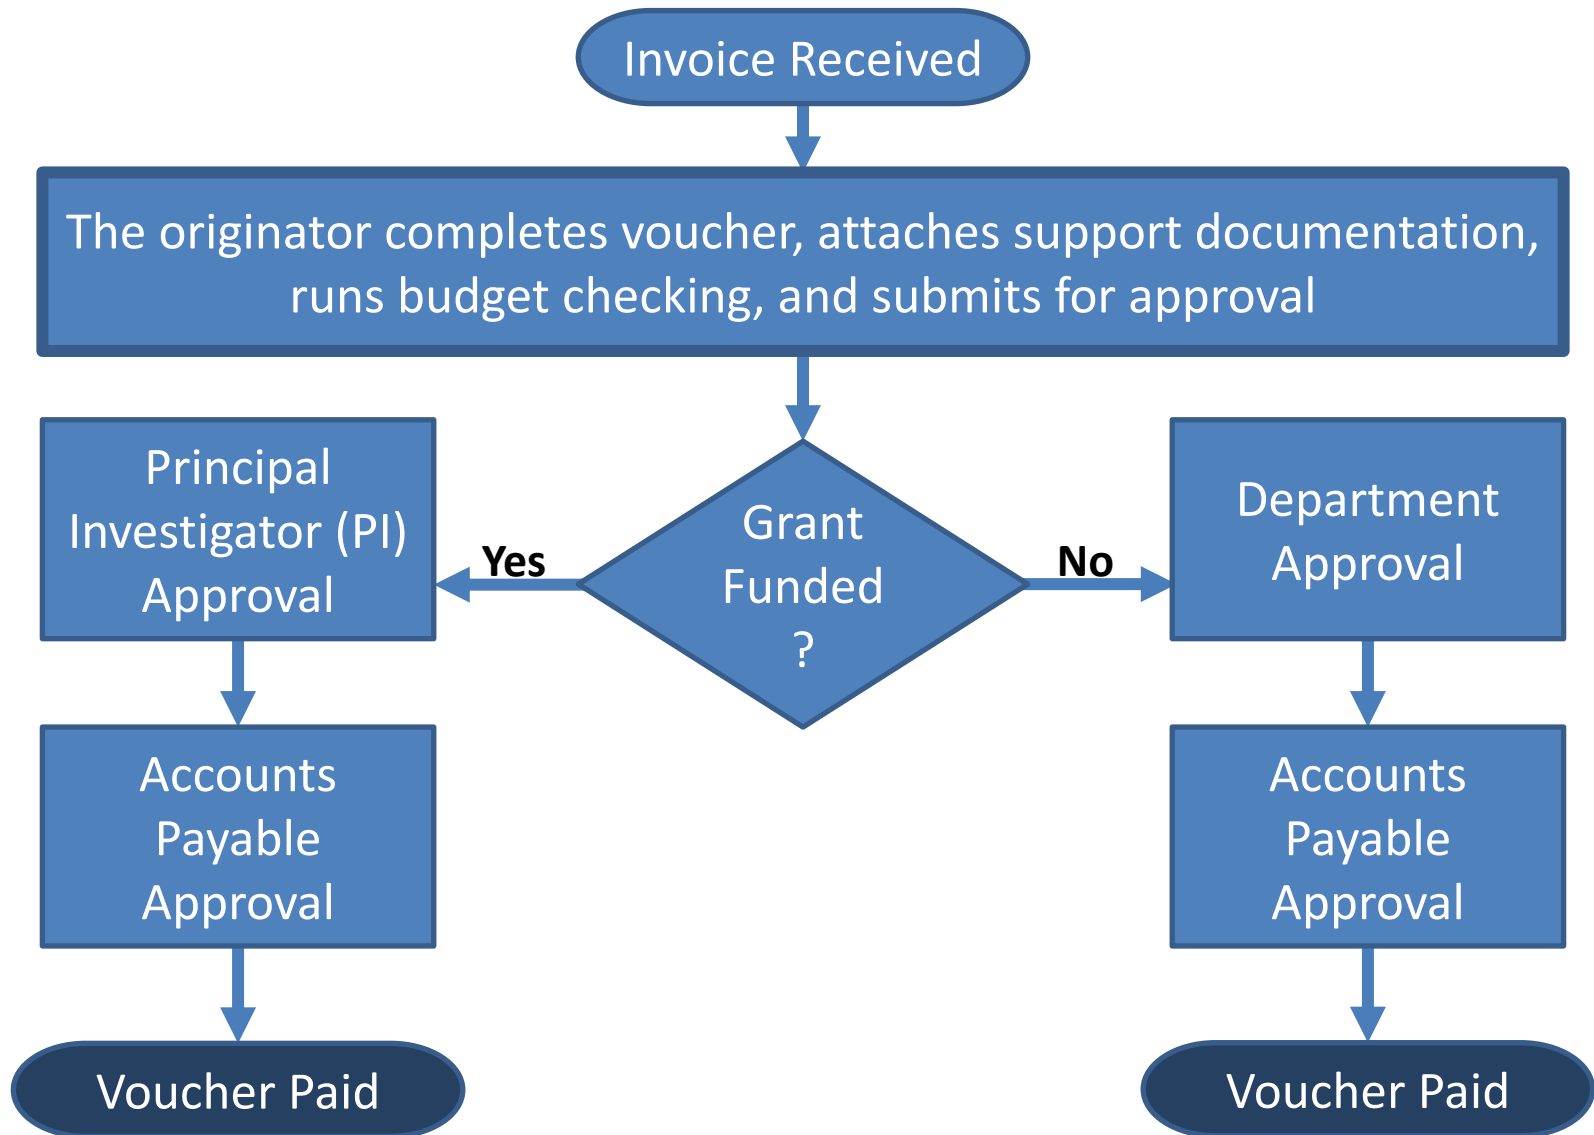 Invoice Received
The originator completes voucher, attaches support documentation,
runs budget checking, and submits for approval
Principal
Investigator (PI)
Approval
Yes
Grant
Funded
?
No
Department
Approval
Accounts
Payable
Approval
Accounts
Payable
Approval
Voucher Paid
Voucher Paid